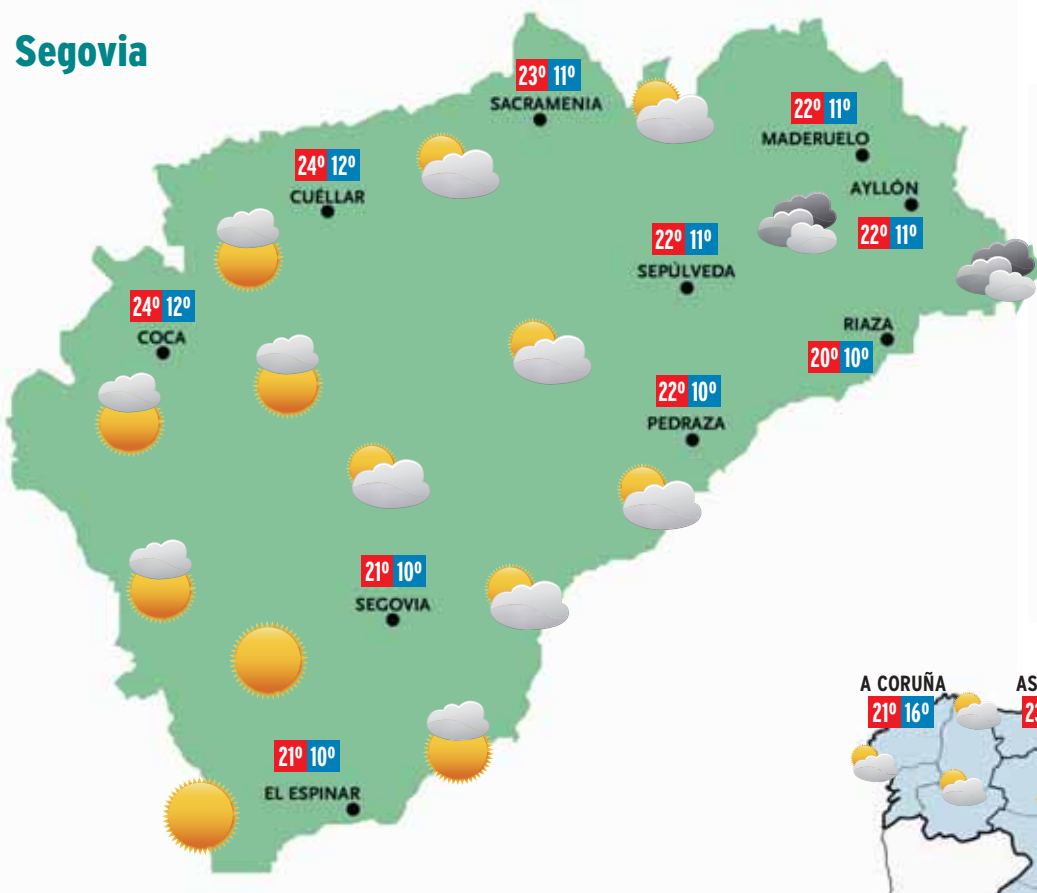 Segovia
23º 11º
SACRAMENIA
22º 11º
MADERUELO
24º 12º
CUÉLLAR
AYLLÓN
22º 11º
22º 11º
SEPÚLVEDA
24º 12º
COCA
RIAZA
20º 10º
22º 10º
PEDRAZA
21º 10º
SEGOVIA
A CORUÑA
21º 16º
21º 10º
EL ESPINAR